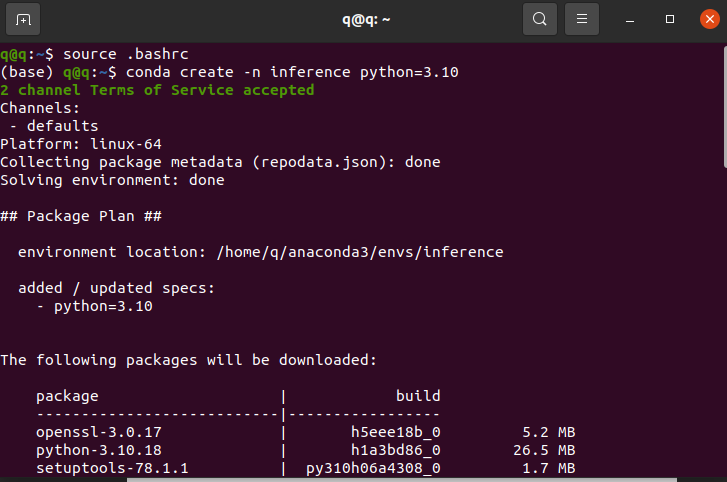 q@q: ~
q@q:~$ source .bashrc
(base) q@q:~$ conda create -n inference python=3.10
2 channel Terms of Service accepted
Channels:
 - defaults
Platform: linux-64
Collecting package metadata (repodata.json): done
Solving environment: done
## Package Plan ##
  environment location: /home/q/anaconda3/envs/inference
  added / updated specs:
    - python=3.10
The following packages will be downloaded:
    package                    |            build
    ---------------------------|-----------------
    openssl-3.0.17             |       h5eee18b_0         5.2 MB
    python-3.10.18             |       h1a3bd86_0        26.5 MB
    setuptools-78.1.1          |  py310h06a4308_0         1.7 MB